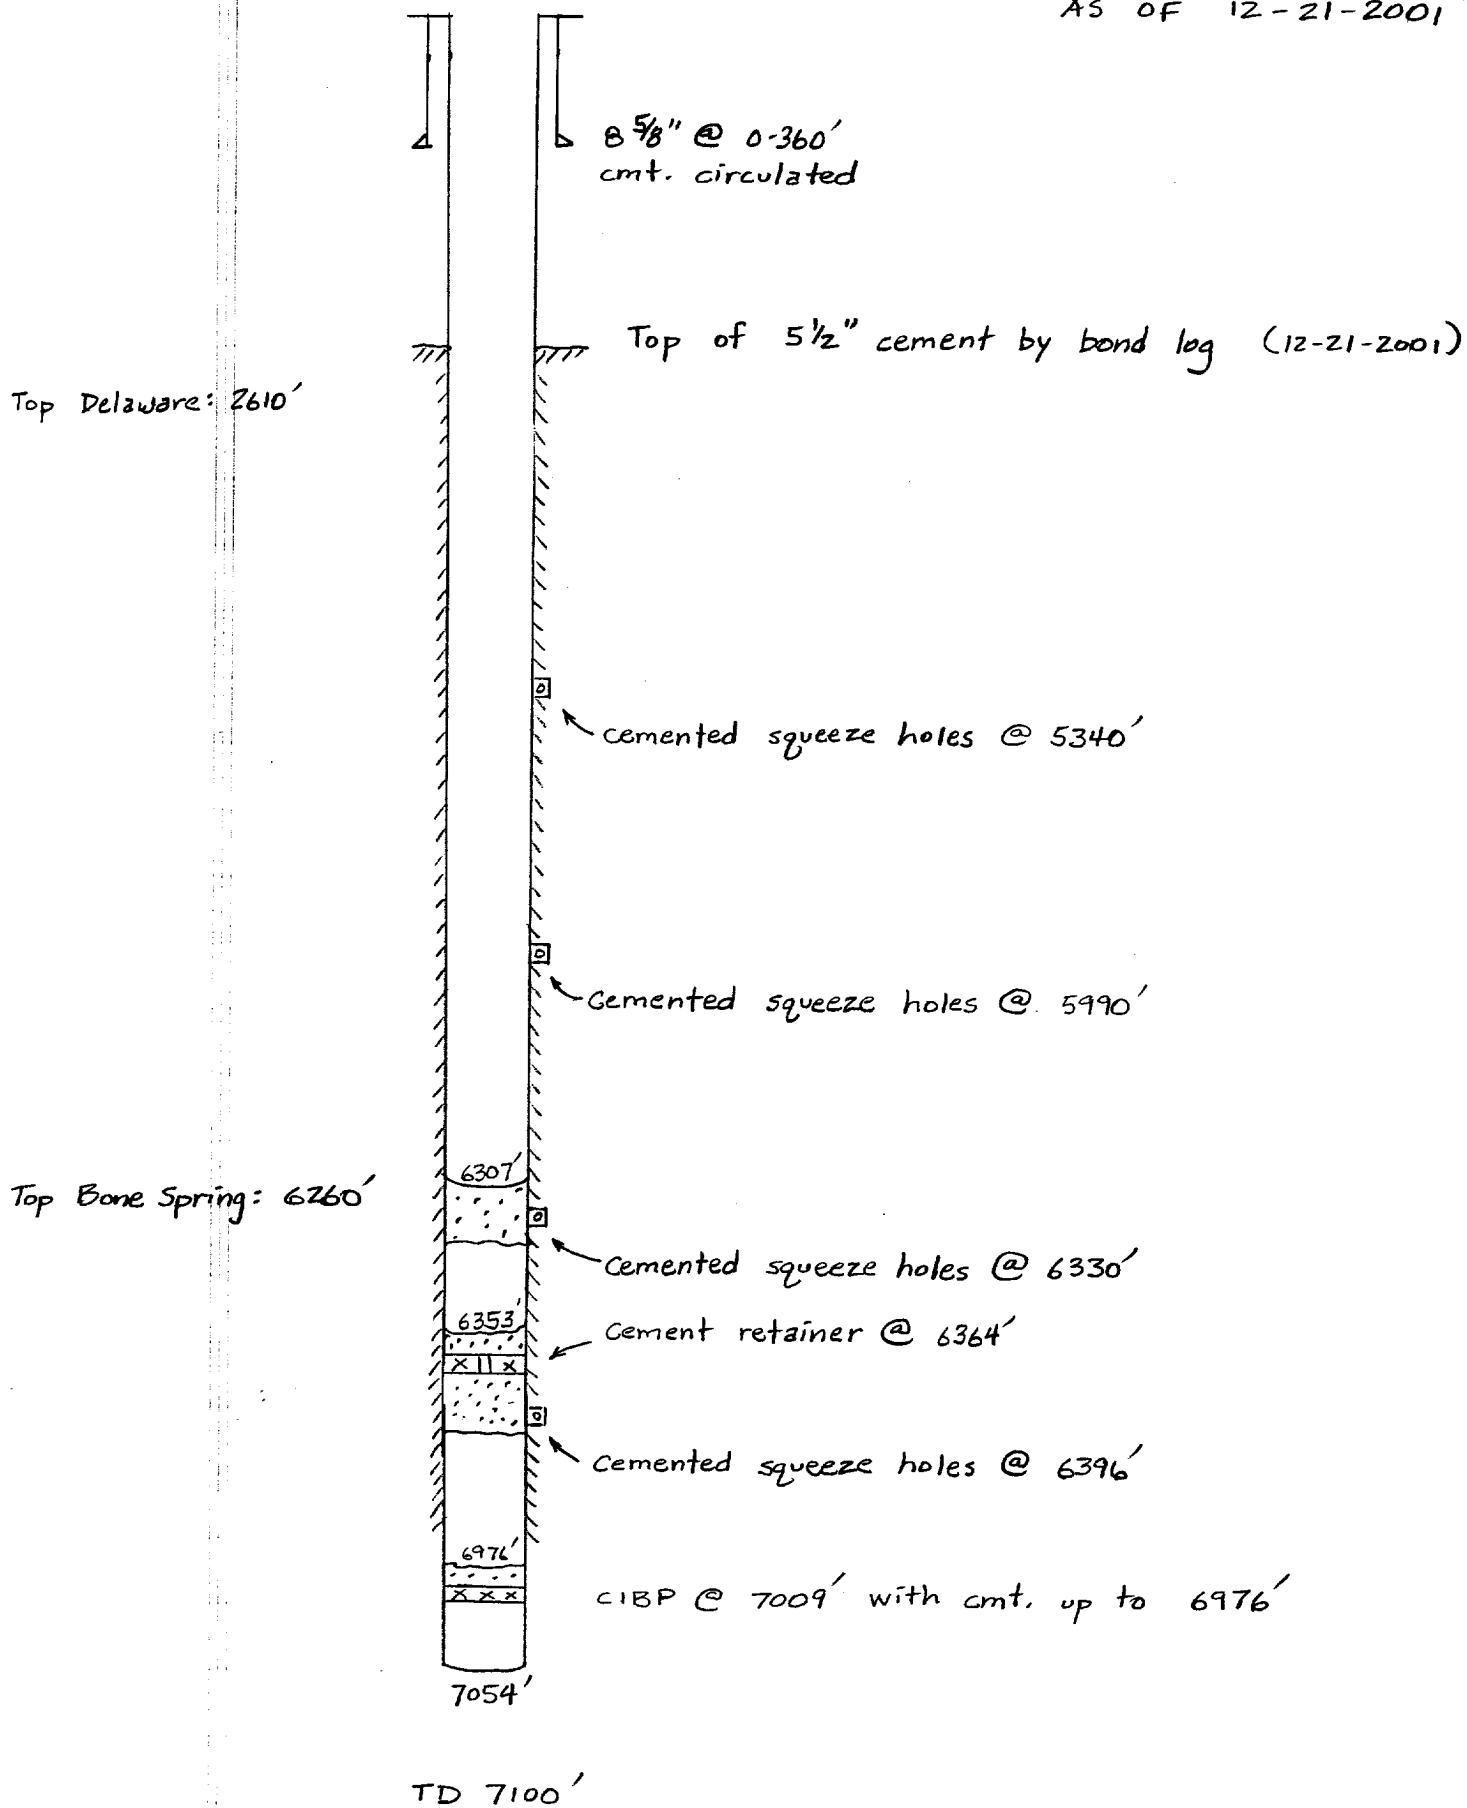 AS OF 12-21-2001
8 5/8" @ 0-360'
cmt. circulated
Top of 5 1/2" cement by bond log (12-21-2001)
Top Delaware: 2610'
cemented squeeze holes @ 5340'
Cemented squeeze holes @ 5990'
6307'
Top Bone Spring: 6260'
Cemented squeeze holes @ 6330'
6353'
Cement retainer @ 6364'
X || X
Cemented squeeze holes @ 6396'
6976'
X X X
CIBP @ 7009' with cmt. up to 6976'
7054'
TD 7100'